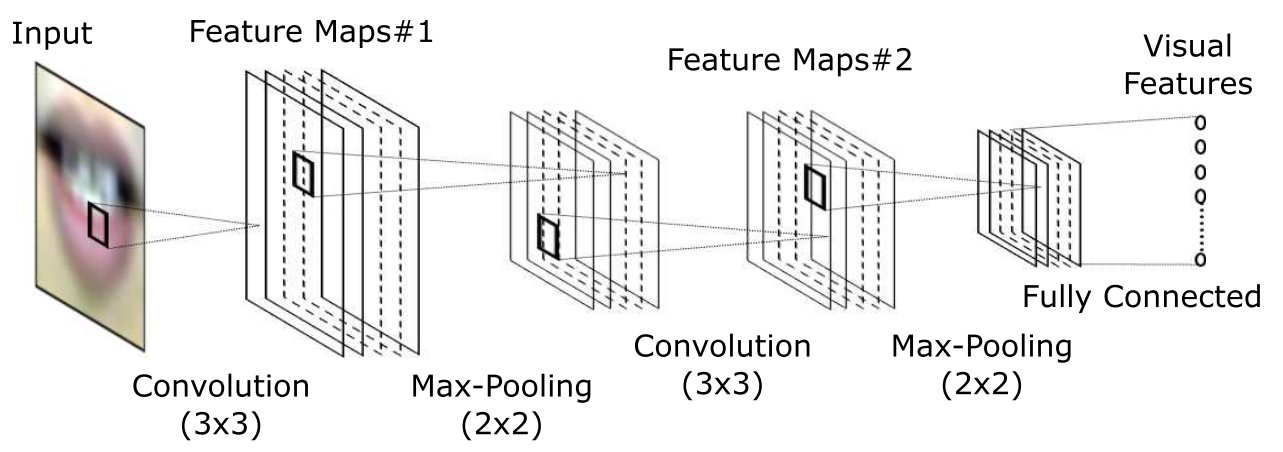 Input
Feature Maps#1
Feature Maps#2
Visual
Features
Fully Connected
Convolution
(3x3)
Max-Pooling
(2x2)
Convolution
(3x3)
Max-Pooling
(2x2)